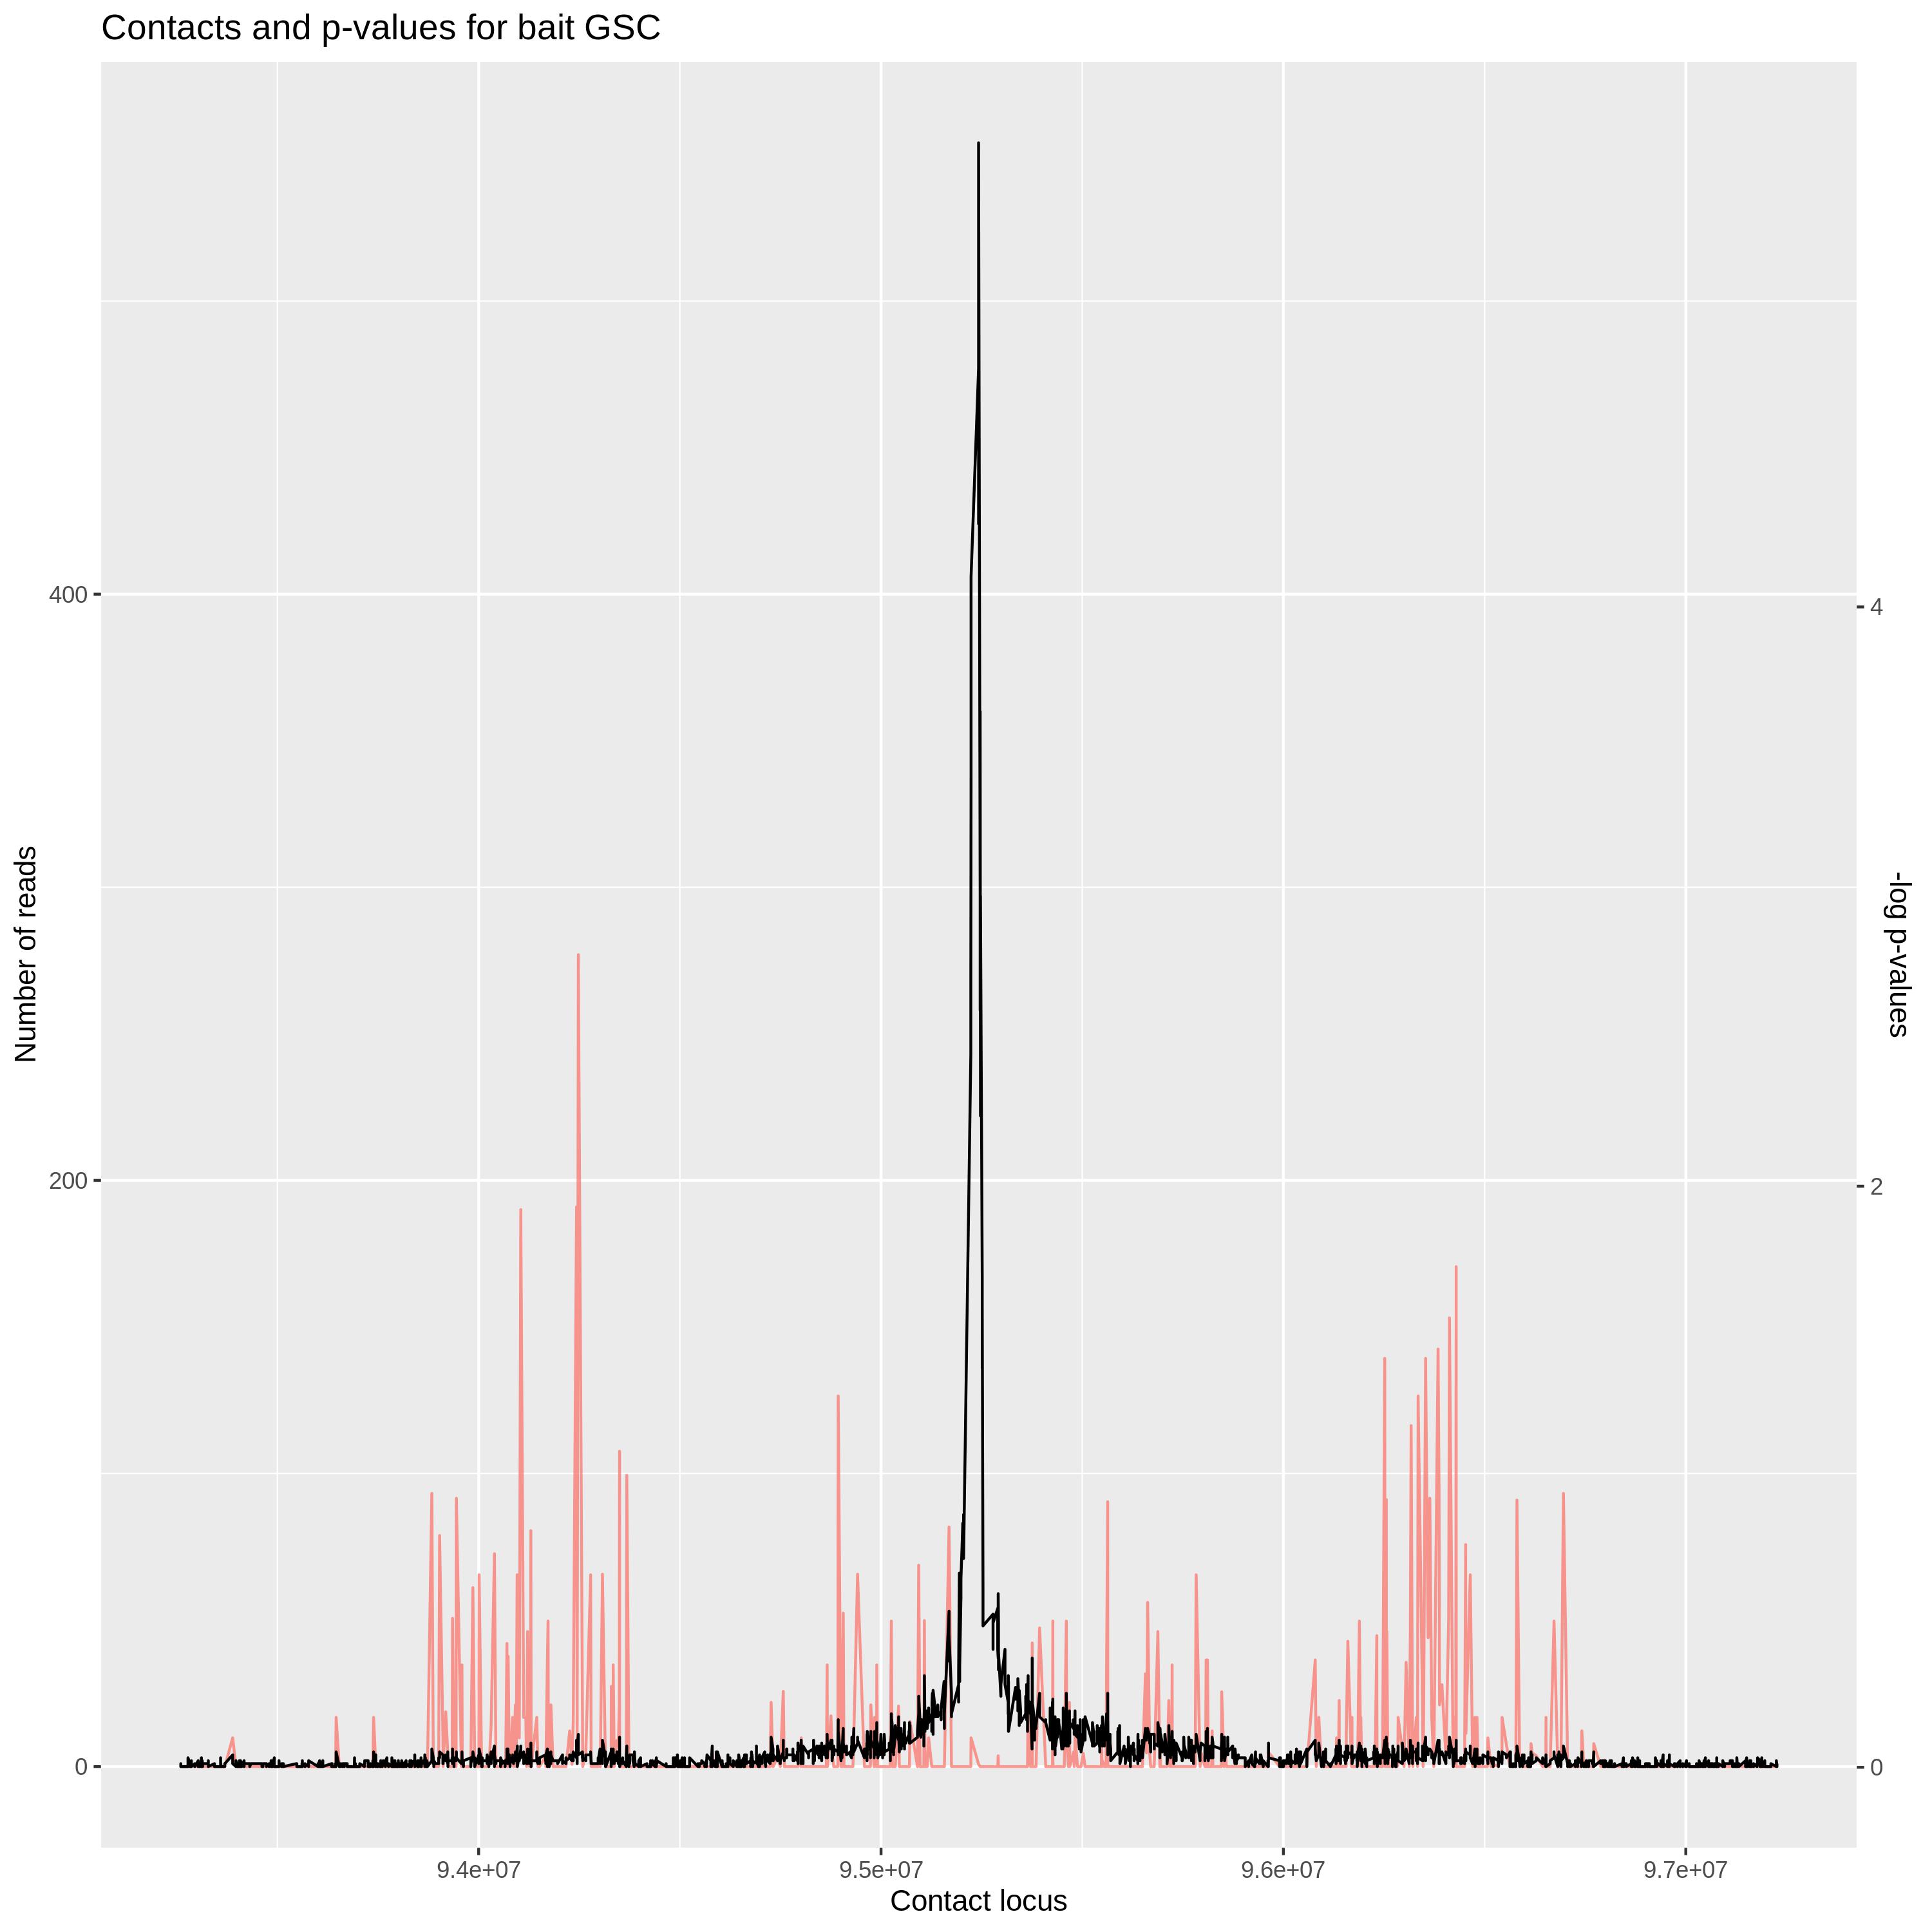 Contacts and p-values for bait GSC
Number of reads
400
200
0
4
2
0
-log p-values
9.4e+07
9.5e+07
9.6e+07
9.7e+07
Contact locus